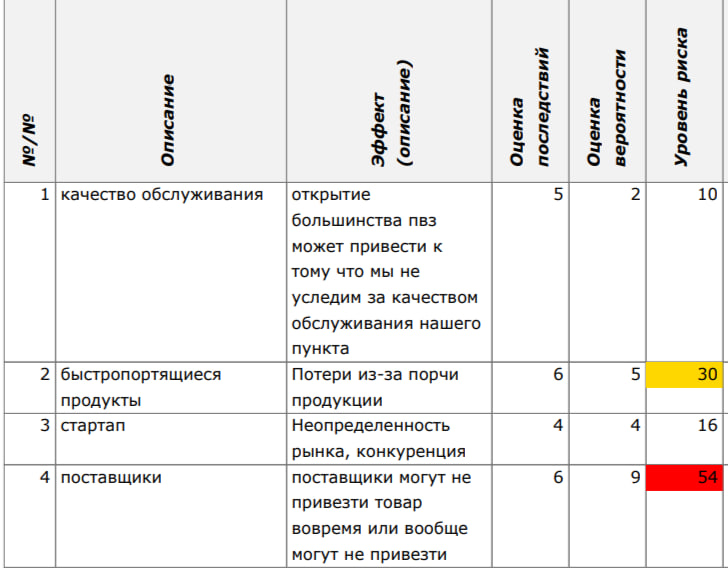 №/№
Описание
Эффект
(описание)
Оценка
последствий
Оценка
вероятности
Уровень риска
1 качество обслуживания открытие 5 2 10
большинства пвз
может привести к
тому что мы не
уследим за качеством
обслуживания нашего
пункта
2 быстропортящиеся Потери из-за порчи 6 5 30
продукты продукции
3 стартап Неопределенность 4 4 16
рынка, конкуренция
4 поставщики поставщики могут не 6 9 54
привезти товар
вовремя или вообще
могут не привезти